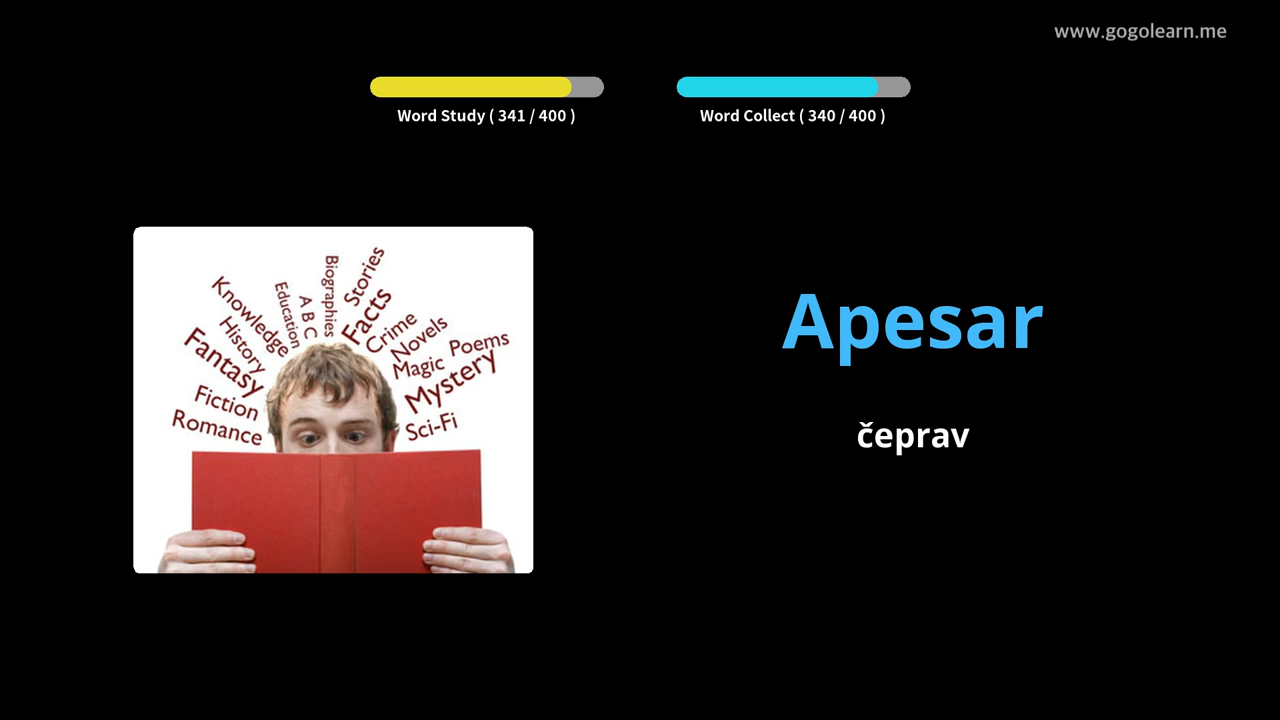 www.gogolearn.me
Word Study ( 341 / 400 )
Word Collect ( 340 / 400 )
Biographies
Stories
Education
A B C
Facts
Knowledge
Crime
History
Novels
Fantasy
Magic
Poems
Mystery
Fiction
Romance
Sci-Fi
Apesar
čeprav